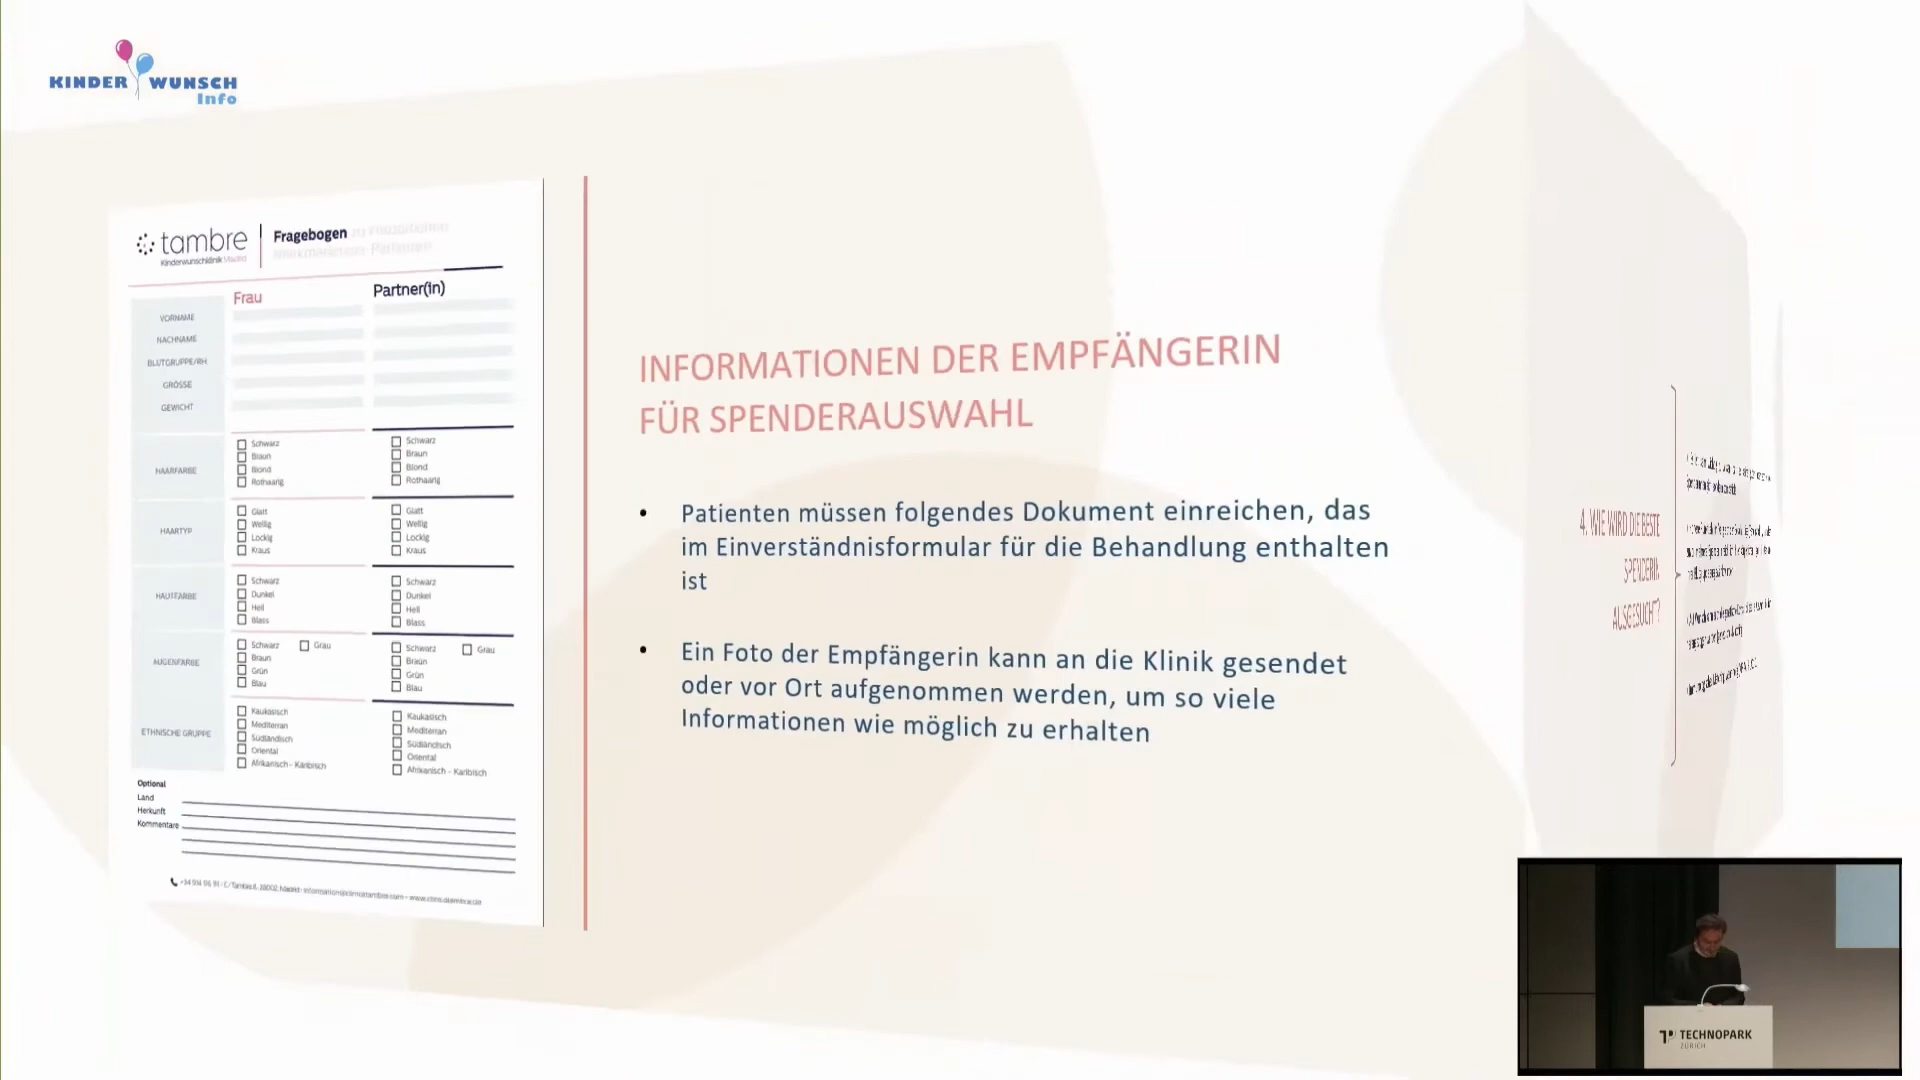 KINDER WUNSCH
Info
tambre
Kinderwunschklinik Madrid
Fragebogen
Frau
Partner(in)
VORNAME
NACHNAME
BLUTGRUPPE/RH
GRÖSSE
GEWICHT
HAARFARBE
Schwarz
Braun
Blond
Rothaarig
Schwarz
Braun
Blond
Rothaarig
HAARTYP
Glatt
Wellig
Lockig
Kraus
Glatt
Wellig
Lockig
Kraus
HAUTFARBE
Schwarz
Dunkel
Hell
Blass
Schwarz
Dunkel
Hell
Blass
AUGENFARBE
Schwarz Grau
Braun
Grün
Blau
Schwarz Grau
Braun
Grün
Blau
ETHNISCHE GRUPPE
Kaukasisch
Mediterran
Südländisch
Oriental
Afrikanisch - Karibisch
Kaukasisch
Mediterran
Südländisch
Oriental
Afrikanisch - Karibisch
Optional
Land
Herkunft
Kommentare
INFORMATIONEN DER EMPFÄNGERIN
FÜR SPENDERAUSWAHL
• Patienten müssen folgendes Dokument einreichen, das
im Einverständnisformular für die Behandlung enthalten
ist
• Ein Foto der Empfängerin kann an die Klinik gesendet
oder vor Ort aufgenommen werden, um so viele
Informationen wie möglich zu erhalten
4. WIE WIRD DIE BESTE
SPENDERIN
AUSGESUCHT?
TECHNOPARK
ZÜRICH